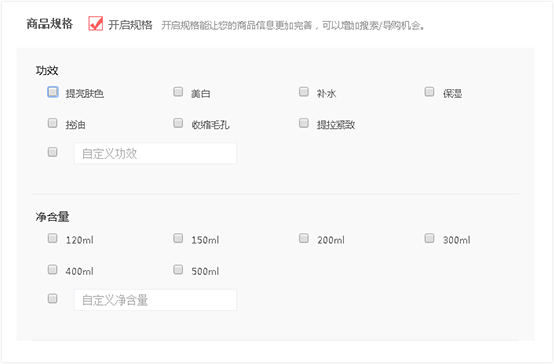 商品规格 开启规格 开启规格能让您的商品信息更加完善，可以增加搜索/导购机会。
功效
提亮肤色 美白 补水 保湿
控油 收缩毛孔 提拉紧致
自定义功效
净含量
120ml 150ml 200ml 300ml
400ml 500ml
自定义净含量